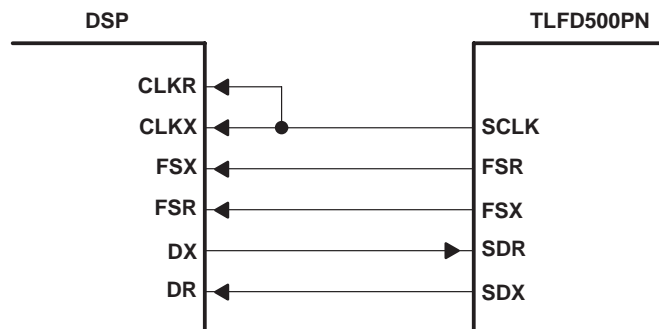 DSP TLFD500PN
CLKR
CLKX SCLK
FSX FSR
FSR FSX
DX SDR
DR SDX